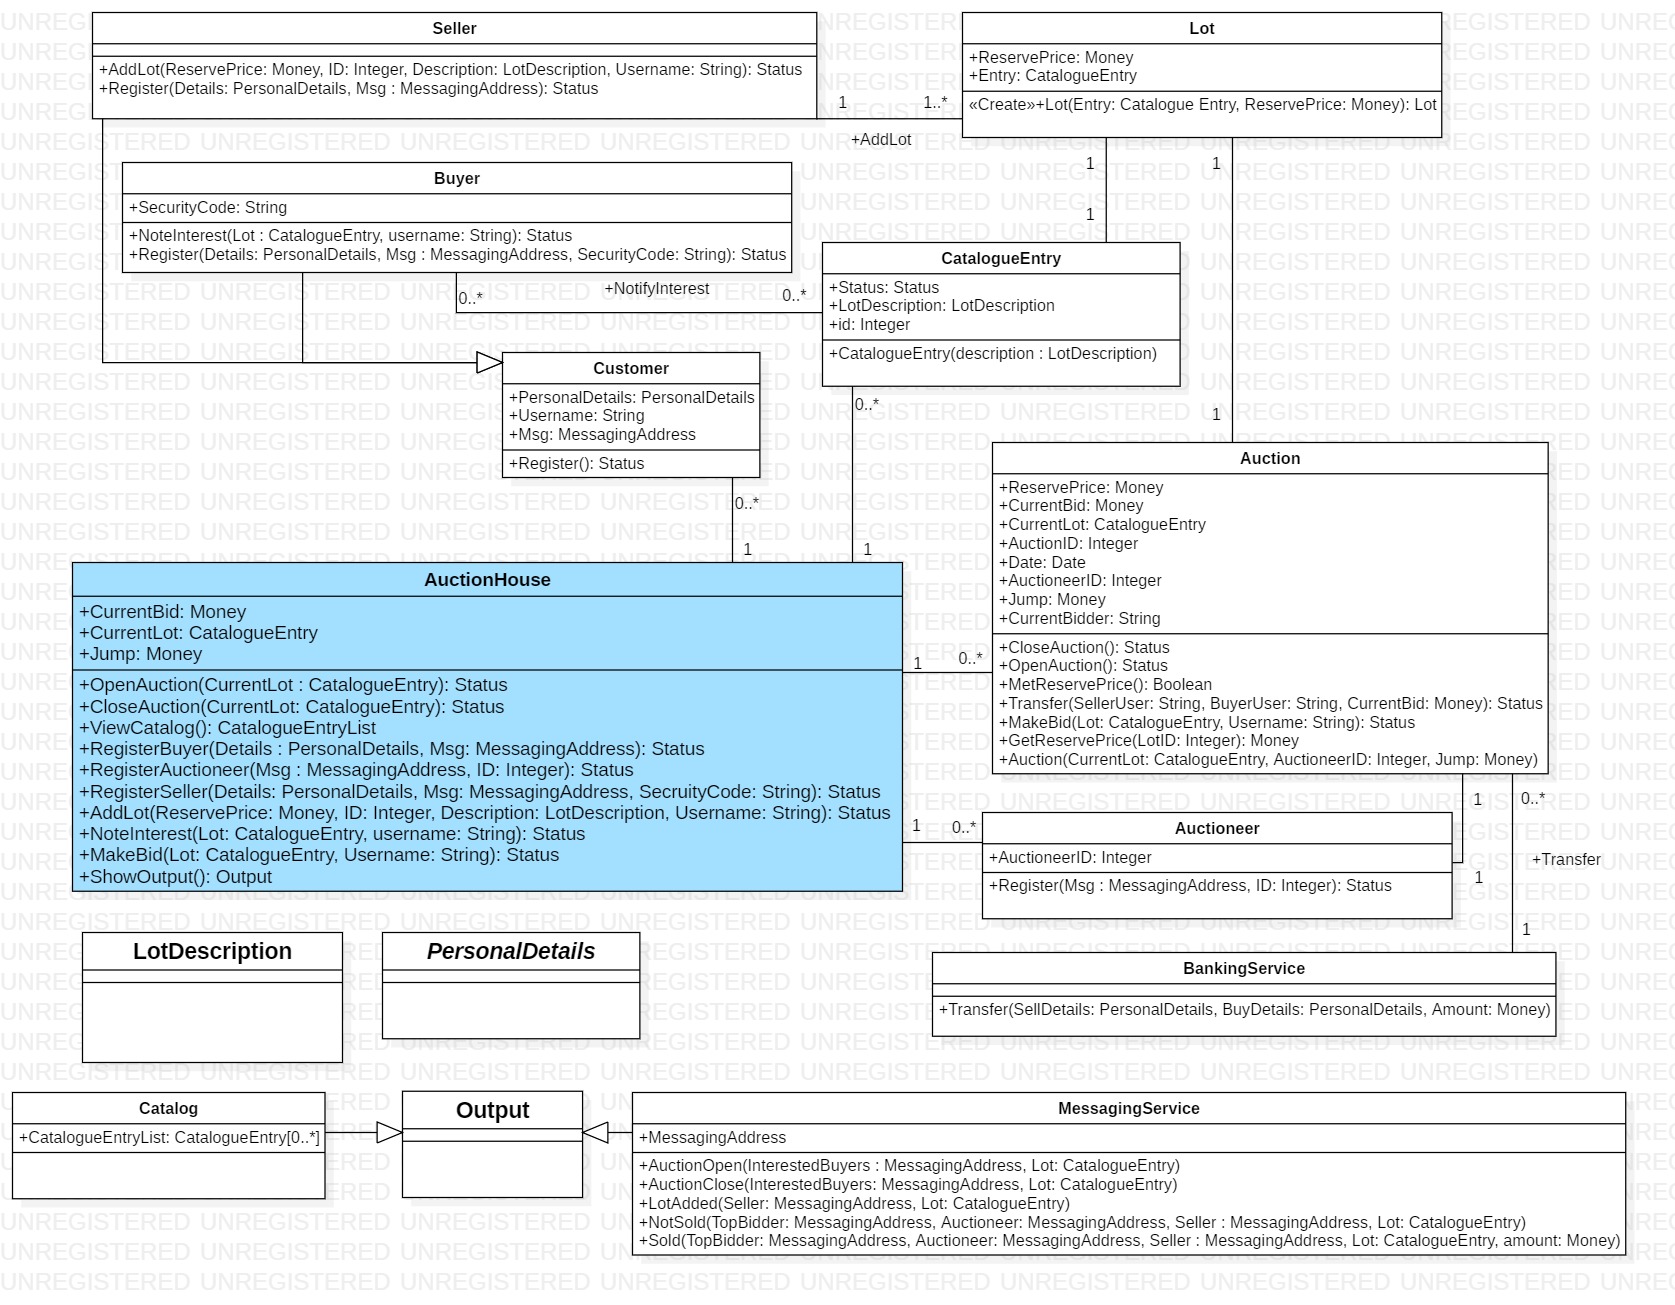 Seller
+AddLot(ReservePrice: Money, ID: Integer, Description: LotDescription, Username: String): Status
+Register(Details: PersonalDetails, Msg : MessagingAddress): Status
Lot
+ReservePrice: Money
+Entry: CatalogueEntry
«Create»+Lot(Entry: Catalogue Entry, ReservePrice: Money): Lot
1
1..*
+AddLot
Buyer
+SecurityCode: String
+NoteInterest(Lot : CatalogueEntry, username: String): Status
+Register(Details: PersonalDetails, Msg : MessagingAddress, SecurityCode: String): Status
1
1
1
1
0..*
+NotifyInterest
0..*
CatalogueEntry
+Status: Status
+LotDescription: LotDescription
+id: Integer
+CatalogueEntry(description : LotDescription)
Customer
+PersonalDetails: PersonalDetails
+Username: String
+Msg: MessagingAddress
+Register(): Status
0..*
1
0..*
1
Auction
+ReservePrice: Money
+CurrentBid: Money
+CurrentLot: CatalogueEntry
+AuctionID: Integer
+Date: Date
+AuctioneerID: Integer
+Jump: Money
+CurrentBidder: String
+CloseAuction(): Status
+OpenAuction(): Status
+MetReservePrice(): Boolean
+Transfer(SellerUser: String, BuyerUser: String, CurrentBid: Money): Status
+MakeBid(Lot: CatalogueEntry, Username: String): Status
+GetReservePrice(LotID: Integer): Money
+Auction(CurrentLot: CatalogueEntry, AuctioneerID: Integer, Jump: Money)
AuctionHouse
+CurrentBid: Money
+CurrentLot: CatalogueEntry
+Jump: Money
+OpenAuction(CurrentLot : CatalogueEntry): Status
+CloseAuction(CurrentLot: CatalogueEntry): Status
+ViewCatalog(): CatalogueEntryList
+RegisterBuyer(Details : PersonalDetails, Msg: MessagingAddress): Status
+RegisterAuctioneer(Msg : MessagingAddress, ID: Integer): Status
+RegisterSeller(Details: PersonalDetails, Msg: MessagingAddress, SecruityCode: String): Status
+AddLot(ReservePrice: Money, ID: Integer, Description: LotDescription, Username: String): Status
+NoteInterest(Lot: CatalogueEntry, username: String): Status
+MakeBid(Lot: CatalogueEntry, Username: String): Status
+ShowOutput(): Output
1
0..*
1
0..*
1
1
0..*
+Transfer
1
Auctioneer
+AuctioneerID: Integer
+Register(Msg : MessagingAddress, ID: Integer): Status
LotDescription
PersonalDetails
BankingService
+Transfer(SellDetails: PersonalDetails, BuyDetails: PersonalDetails, Amount: Money)
Catalog
+CatalogueEntryList: CatalogueEntry[0..*]
Output
MessagingService
+MessagingAddress
+AuctionOpen(InterestedBuyers : MessagingAddress, Lot: CatalogueEntry)
+AuctionClose(InterestedBuyers: MessagingAddress, Lot: CatalogueEntry)
+LotAdded(Seller: MessagingAddress, Lot: CatalogueEntry)
+NotSold(TopBidder: MessagingAddress, Auctioneer: MessagingAddress, Seller : MessagingAddress, Lot: CatalogueEntry)
+Sold(TopBidder: MessagingAddress, Auctioneer: MessagingAddress, Seller : MessagingAddress, Lot: CatalogueEntry, amount: Money)
UNREGISTERED